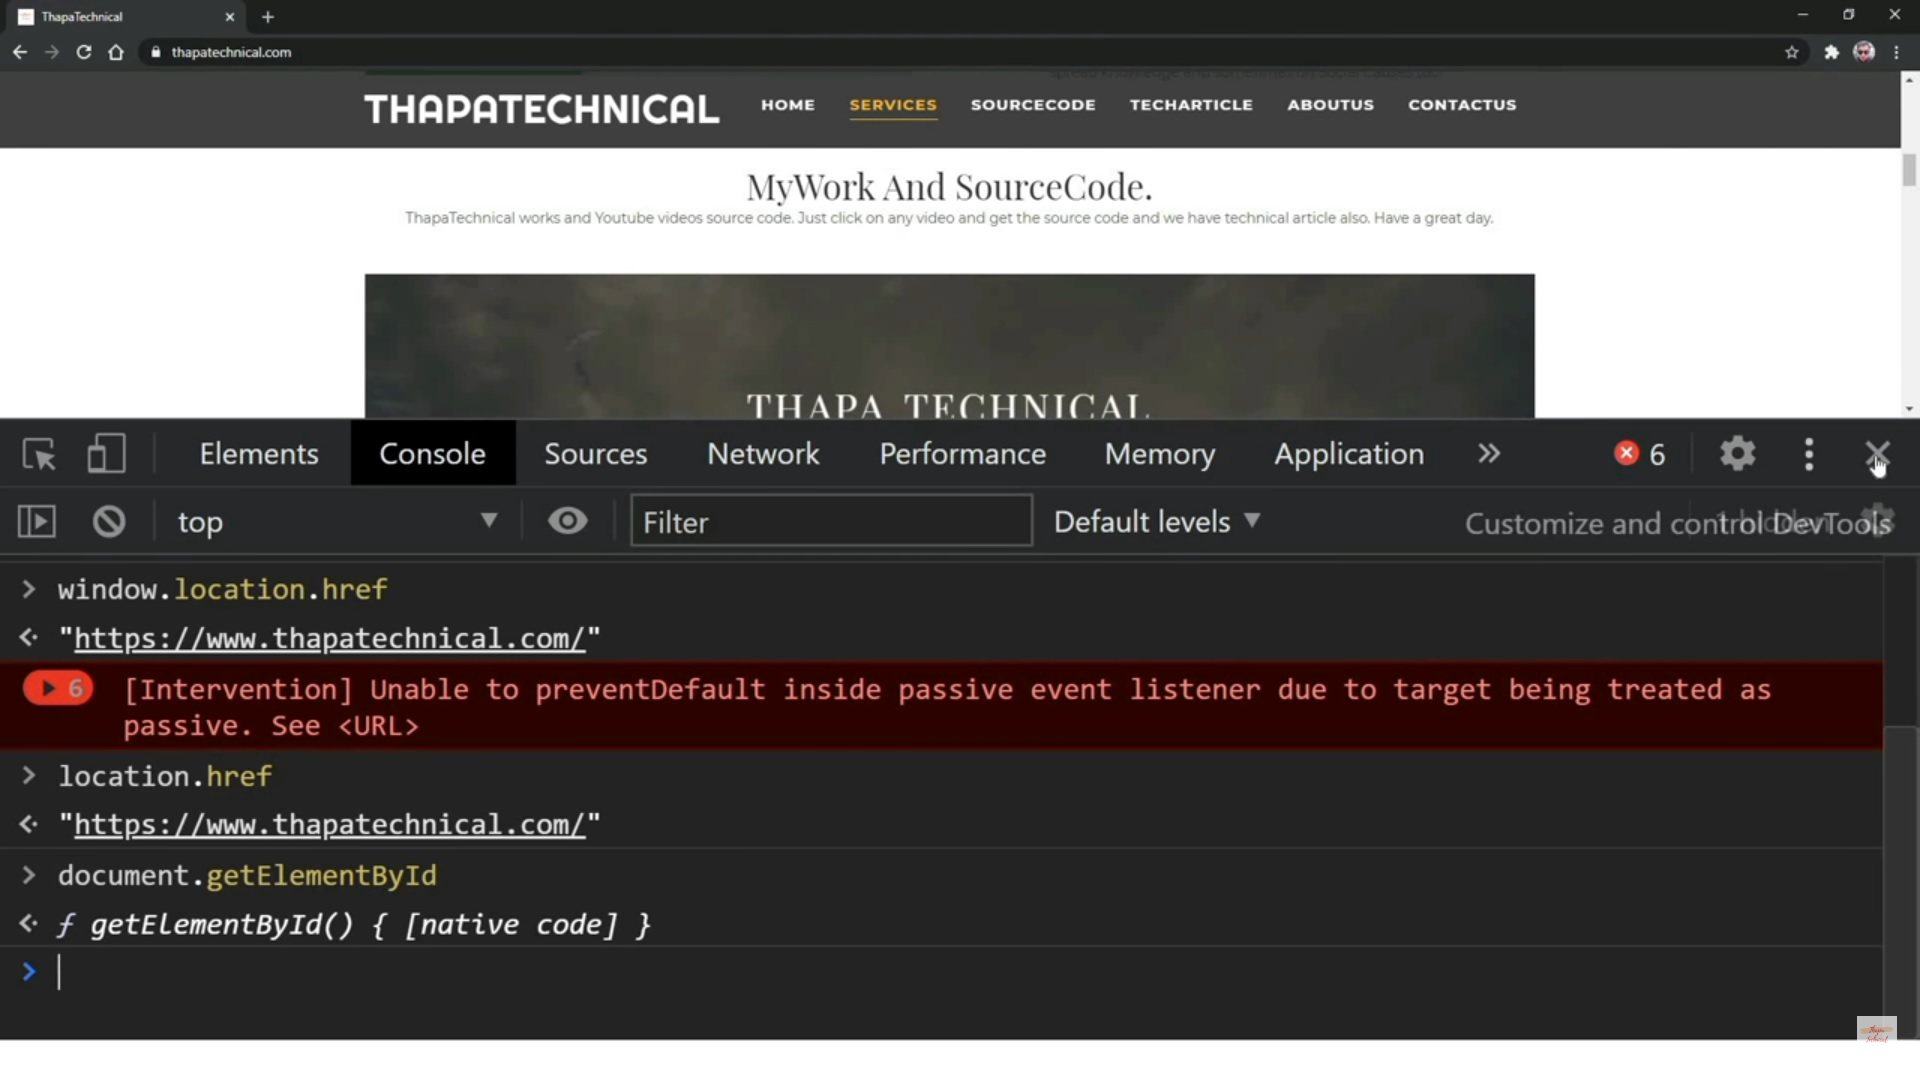 ThapaTechnical
thapatechnical.com
THAPATECHNICAL HOME SERVICES SOURCECODE TECHARTICLE ABOUTUS CONTACTUS
MyWork And SourceCode.
ThapaTechnical works and Youtube videos source code. Just click on any video and get the source code and we have technical article also. Have a great day.
THAPA TECHNICAL
Elements Console Sources Network Performance Memory Application 6
top Filter Default levels Customize and control DevTools
window.location.href
"https://www.thapatechnical.com/"
6 [Intervention] Unable to preventDefault inside passive event listener due to target being treated as
passive. See <URL>
location.href
"https://www.thapatechnical.com/"
document.getElementById
ƒ getElementById() { [native code] }